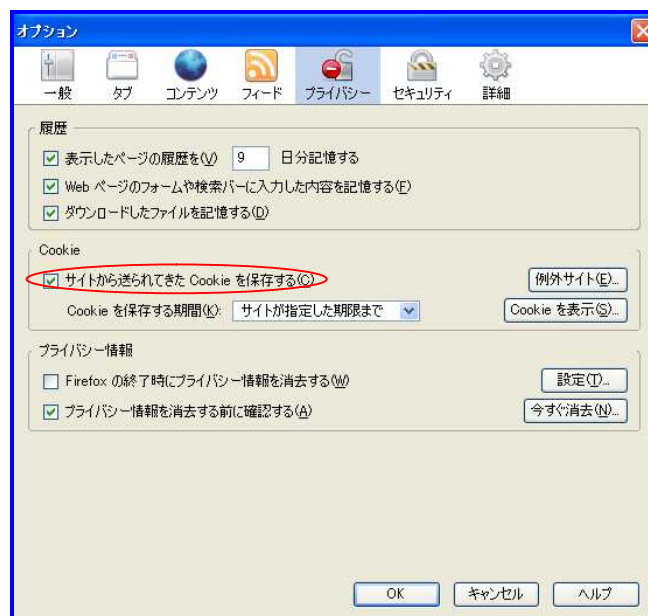 オプション
一般 タブ コンテンツ フィード プライバシー セキュリティ 詳細
履歴
表示したページの履歴を(V) 9 日分記憶する
Web ページのフォームや検索バーに入力した内容を記憶する(F)
ダウンロードしたファイルを記憶する(D)
Cookie
サイトから送られてきた Cookie を保存する(C) 例外サイト(E)...
Cookie を保存する期間(K): サイトが指定した期限まで Cookie を表示(S)...
プライバシー情報
Firefox の終了時にプライバシー情報を消去する(W) 設定(T)...
プライバシー情報を消去する前に確認する(A) 今すぐ消去(N)...
OK キャンセル ヘルプ